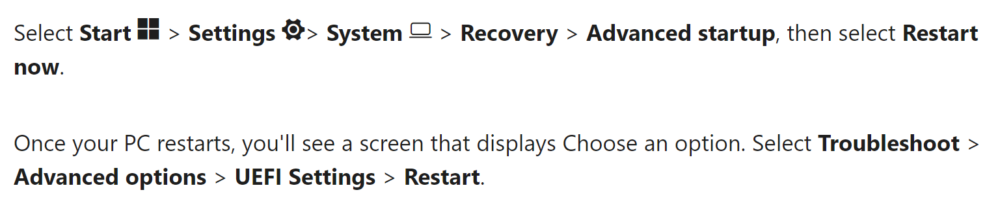 Select Start > Settings > System > Recovery > Advanced startup, then select Restart
now.
Once your PC restarts, you'll see a screen that displays Choose an option. Select Troubleshoot >
Advanced options > UEFI Settings > Restart.